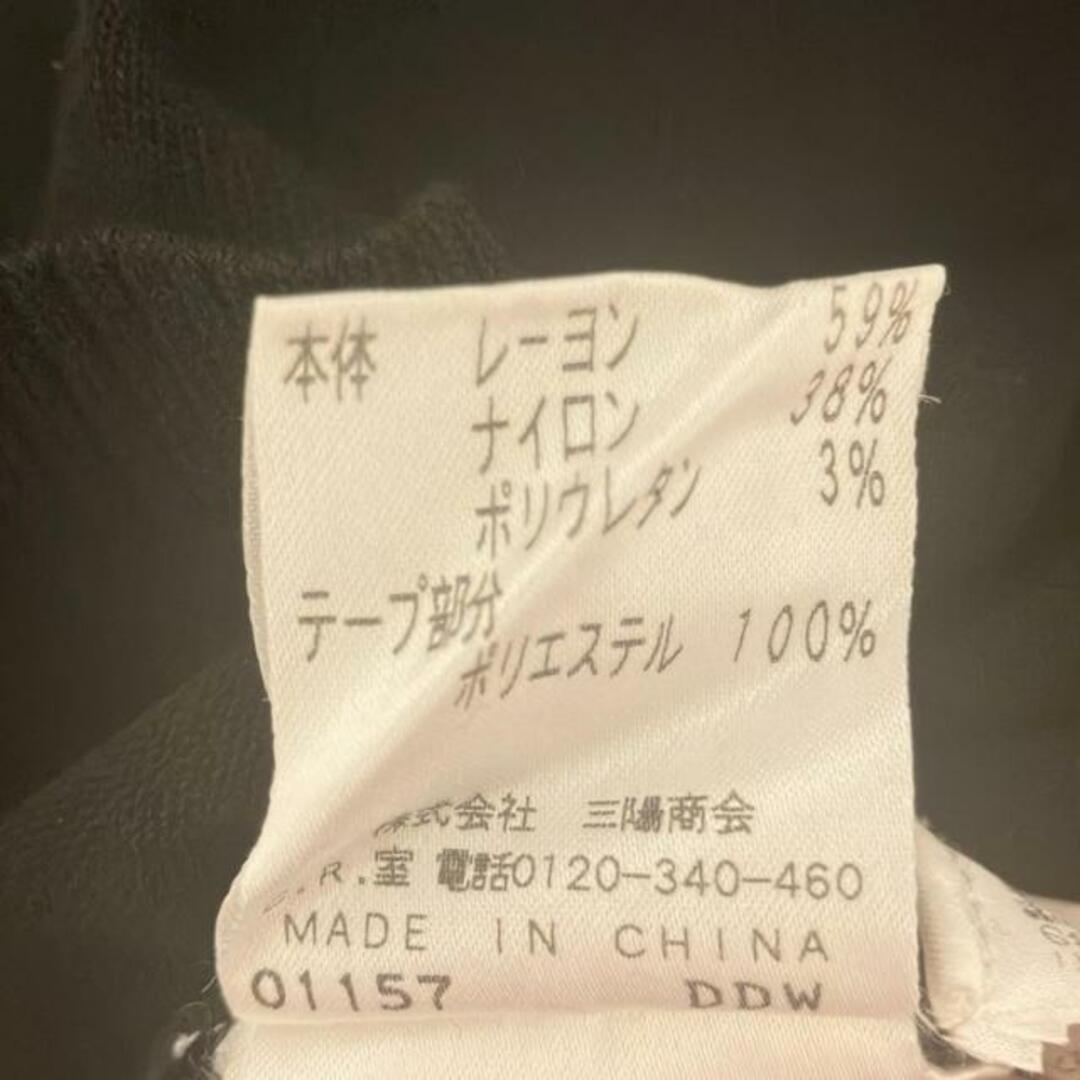 本体 レーヨン 59%
ナイロン 38%
ポリウレタン 3%
テープ部分
ポリエステル 100%
株式会社 三陽商会
.R.室 電話0120-340-460
MADE IN CHINA
01157 DDW